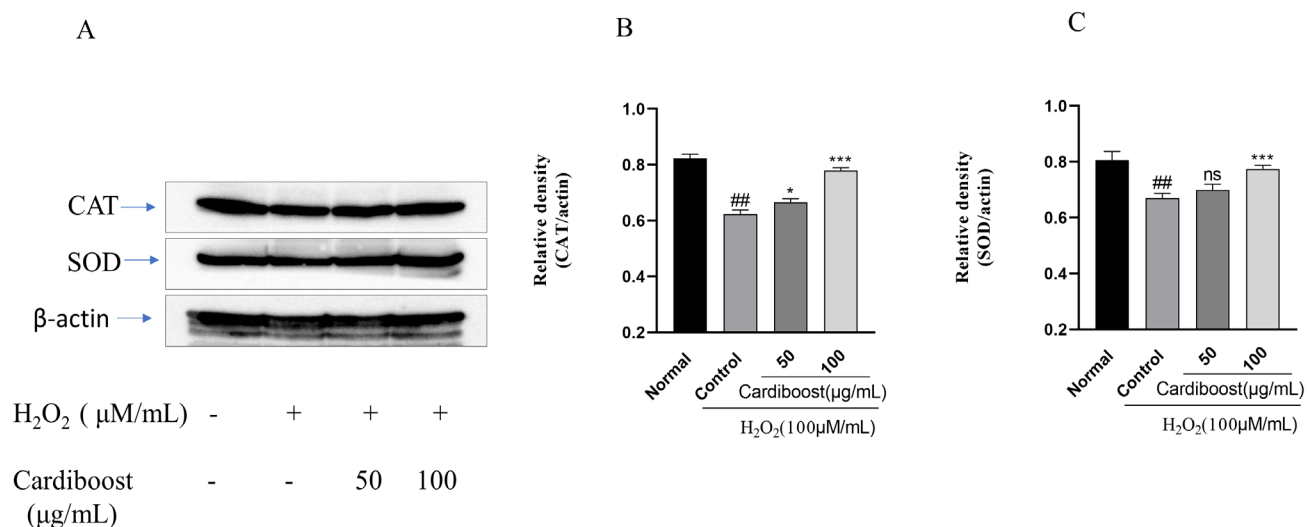 A
CAT
SOD
β-actin
H₂O₂ ( μM/mL) - + + +
Cardiboost - - 50 100
(μg/mL)
B
Relative density
(CAT/actin)
1.0
0.8
0.6
0.4
0.2
##
*
***
Normal
Control
50
100
Cardiboost(μg/mL)
H₂O₂(100μM/mL)
C
Relative density
(SOD/actin)
1.0
0.8
0.6
0.4
0.2
##
ns
***
Normal
Control
50
100
Cardiboost(μg/mL)
H₂O₂(100μM/mL)